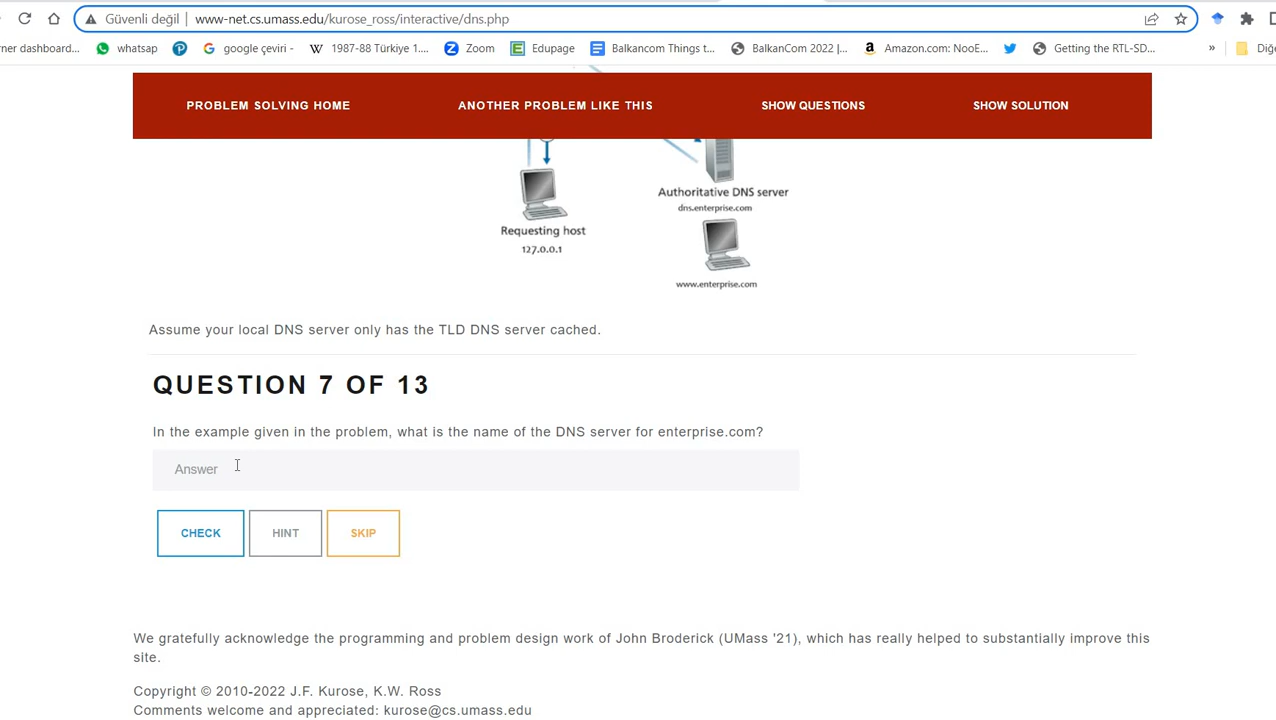 Güvenli değil
www-net.cs.umass.edu/kurose_ross/interactive/dns.php
rner dashboard...
whatsap
google çeviri -
1987-88 Türkiye 1....
Zoom
Edupage
Balkancom Things t...
BalkanCom 2022 |...
Amazon.com: NooE...
Getting the RTL-SD...
»
Diğe
PROBLEM SOLVING HOME
ANOTHER PROBLEM LIKE THIS
SHOW QUESTIONS
SHOW SOLUTION
Authoritative DNS server
dns.enterprise.com
Requesting host
127.0.0.1
www.enterprise.com
Assume your local DNS server only has the TLD DNS server cached.
QUESTION 7 OF 13
In the example given in the problem, what is the name of the DNS server for enterprise.com?
Answer
CHECK
HINT
SKIP
We gratefully acknowledge the programming and problem design work of John Broderick (UMass '21), which has really helped to substantially improve this
site.
Copyright © 2010-2022 J.F. Kurose, K.W. Ross
Comments welcome and appreciated: kurose@cs.umass.edu